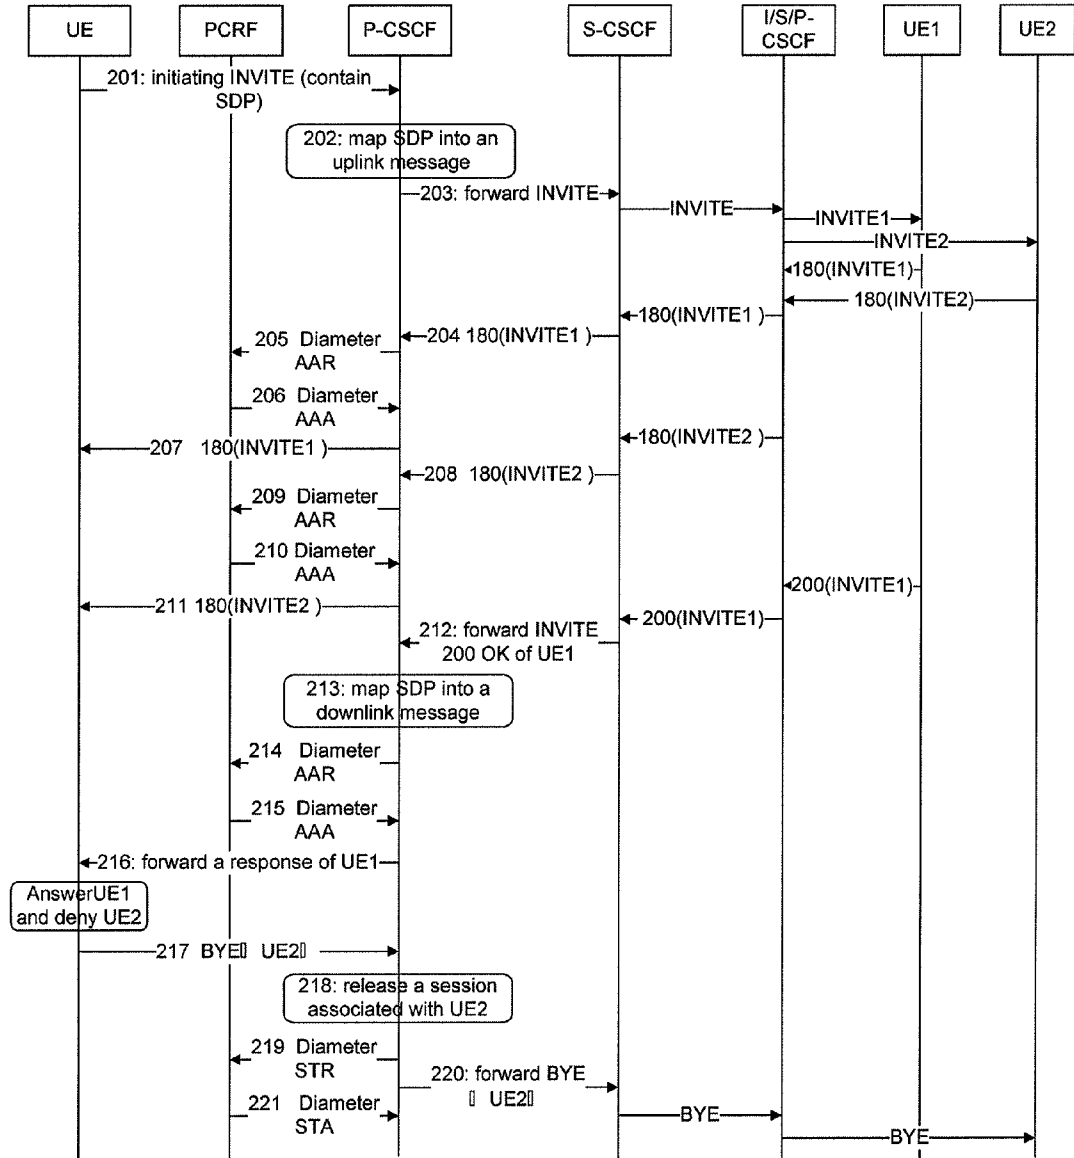 UE
PCRF
P-CSCF
S-CSCF
I/S/P-
CSCF
UE1
UE2
201: initiating INVITE (contain
SDP)
202: map SDP into an
uplink message
203: forward INVITE
INVITE
INVITE1
INVITE2
180(INVITE1)
180(INVITE2)
180(INVITE1 )
204 180(INVITE1 )
205 Diameter
AAR
206 Diameter
AAA
180(INVITE2 )
207 180(INVITE1 )
208 180(INVITE2 )
209 Diameter
AAR
210 Diameter
AAA
200(INVITE1)
211 180(INVITE2 )
200(INVITE1)
212: forward INVITE
200 OK of UE1
213: map SDP into a
downlink message
214 Diameter
AAR
215 Diameter
AAA
216: forward a response of UE1
AnswerUE1
and deny UE2
217 BYE▯ UE2▯
218: release a session
associated with UE2
219 Diameter
STR
220: forward BYE
▯ UE2▯
221 Diameter
STA
BYE
BYE